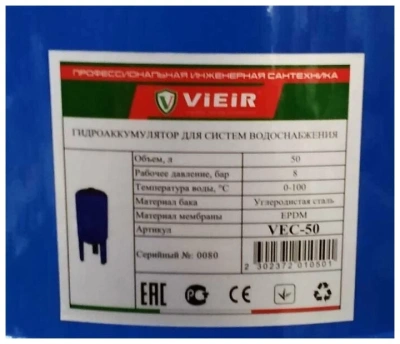 ПРОФЕССИОНАЛЬНАЯ ИНЖЕНЕРНАЯ САНТЕХНИКА
V ViEiR
ГИДРОАККУМУЛЯТОР ДЛЯ СИСТЕМ ВОДОСНАБЖЕНИЯ
Объем, л 50
Рабочее давление, бар 8
Температура воды, °С 0-100
Материал бака Углеродистая сталь
Материал мембраны EPDM
Артикул VEC-50
Серийный №: 0080
2 302372 010501
EAC PC CE